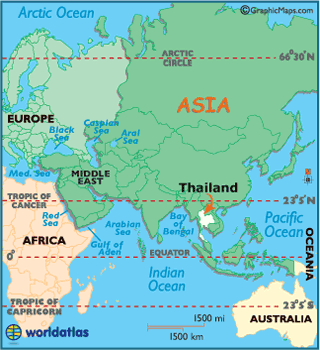 Arctic Ocean
©GraphicMaps.com
ARCTIC
CIRCLE
66°30'N
ASIA
EUROPE
Black
Sea
Caspian
Sea
Aral
Sea
Med. Sea
MIDDLE
EAST
Thailand
TROPIC OF
CANCER
23°5'N
Red
Sea
Arabian
Sea
Bay
of
Bengal
Pacific
Ocean
AFRICA
Gulf of
Aden
EQUATOR
0°
OCEANIA
Indian
Ocean
TROPIC OF
CAPRICORN
23°5'S
1500 mi
1500 km
AUSTRALIA
worldatlas